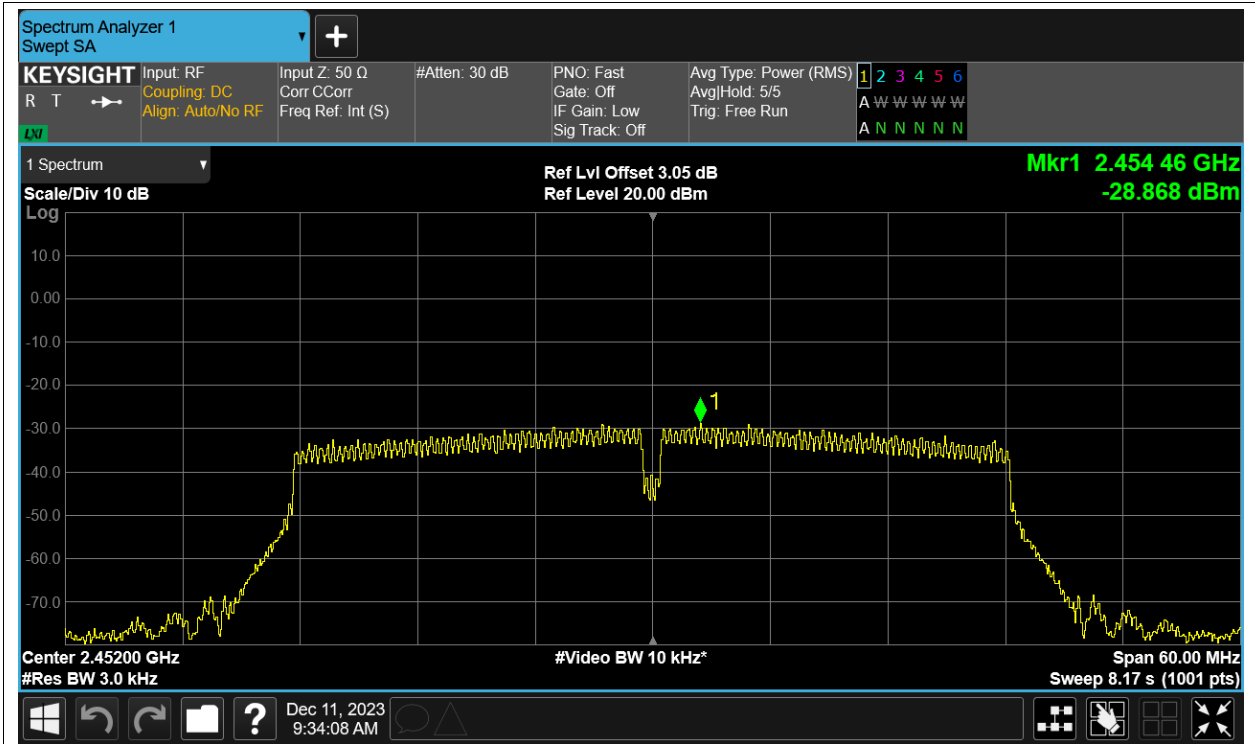 Spectrum Analyzer 1
Swept SA
KEYSIGHT
R T
LXI
Input: RF
Coupling: DC
Align: Auto/No RF
Input Z: 50 Ω
Corr CCorr
Freq Ref: Int (S)
#Atten: 30 dB
PNO: Fast
Gate: Off
IF Gain: Low
Sig Track: Off
Avg Type: Power (RMS)
Avg|Hold: 5/5
Trig: Free Run
1 2 3 4 5 6
A W W W W W
A N N N N N
1 Spectrum
Scale/Div 10 dB
Log
Ref Lvl Offset 3.05 dB
Ref Level 20.00 dBm
Mkr1 2.454 46 GHz
-28.868 dBm
10.0
0.00
-10.0
-20.0
1
-30.0
-40.0
-50.0
-60.0
-70.0
Center 2.45200 GHz
#Res BW 3.0 kHz
#Video BW 10 kHz*
Span 60.00 MHz
Sweep 8.17 s (1001 pts)
?
Dec 11, 2023
9:34:08 AM